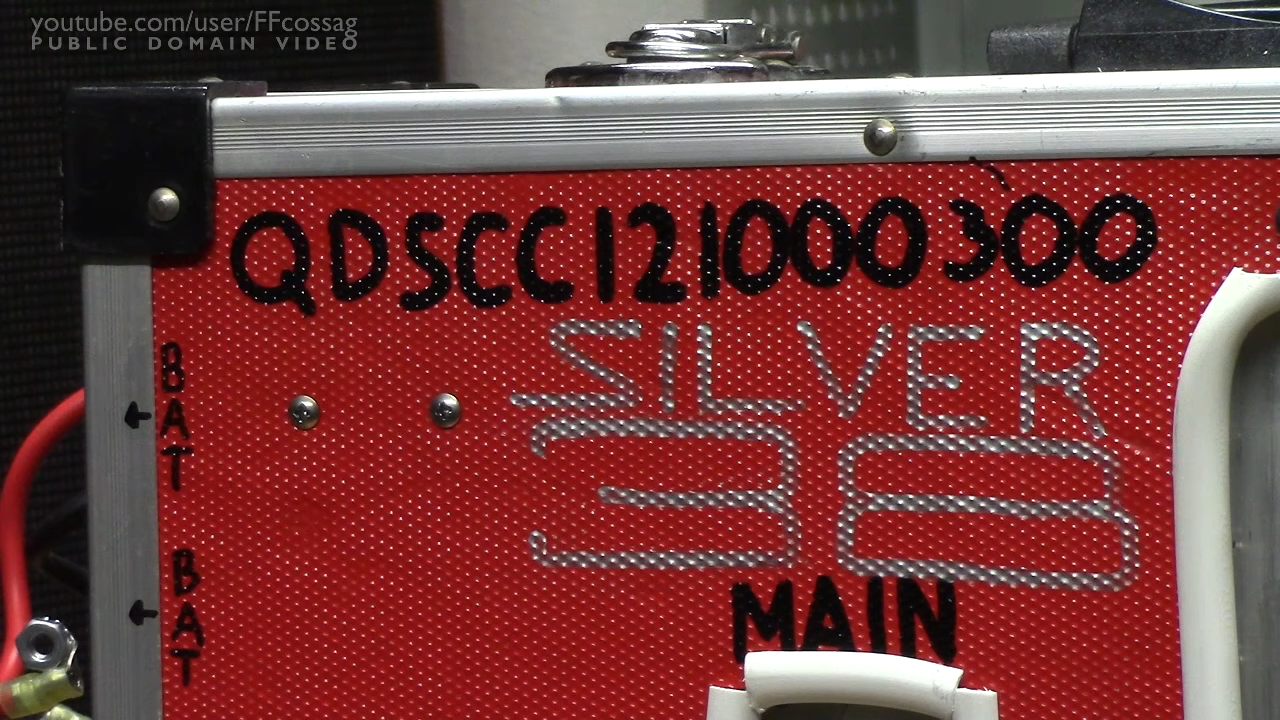 youtube.com/user/FFcossag
PUBLIC DOMAIN VIDEO
QDSCC121000300
SILVER
38
MAIN
BAT
BAT